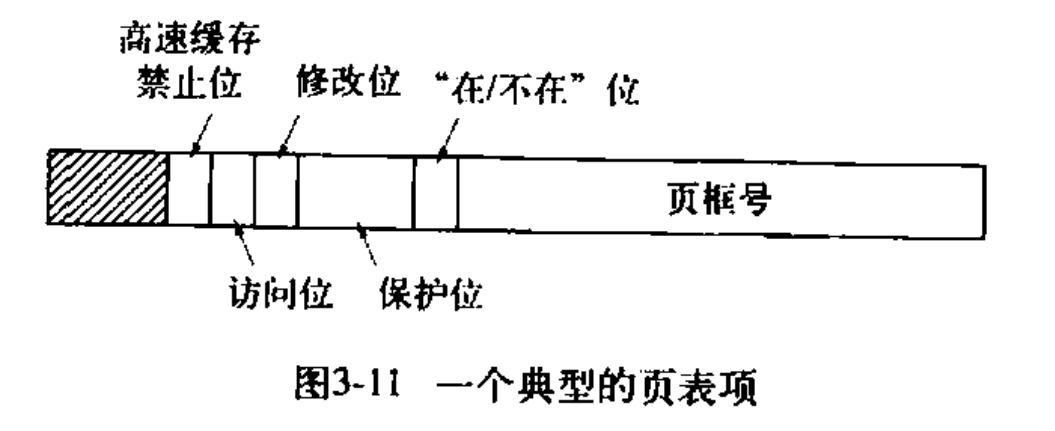 高速缓存
禁止位
修改位
“在/不在”位
页框号
访问位
保护位
图3-11 一个典型的页表项